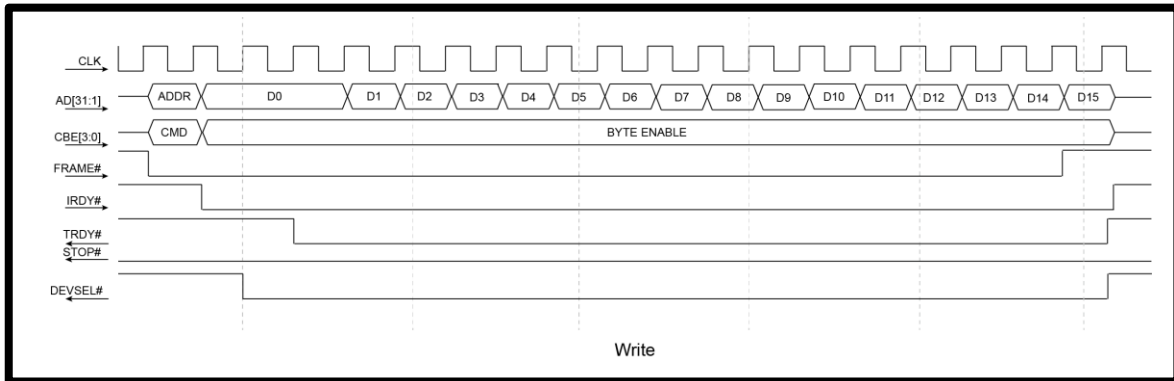 CLK
AD[31:1] ADDR D0 D1 D2 D3 D4 D5 D6 D7 D8 D9 D10 D11 D12 D13 D14 D15
CBE[3:0] CMD BYTE ENABLE
FRAME#
IRDY#
TRDY#
STOP#
DEVSEL#
Write